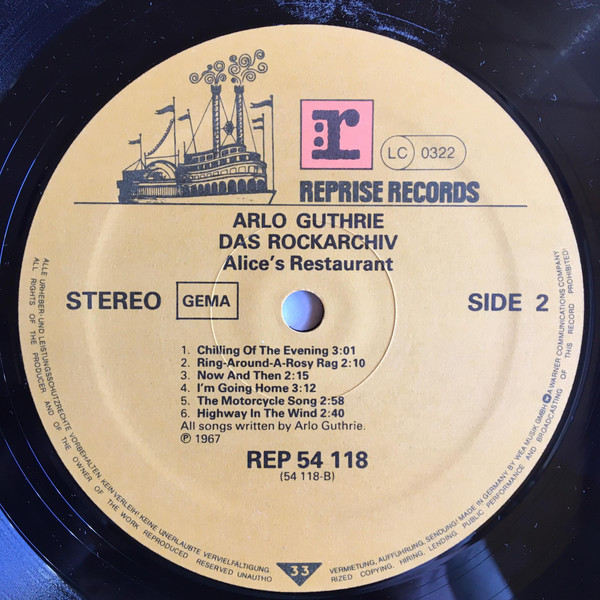 r
LC 0322
REPRISE RECORDS
ARLO GUTHRIE
DAS ROCKARCHIV
Alice's Restaurant
STEREO GEMA SIDE 2
1. Chilling Of The Evening 3:01
2. Ring-Around-A-Rosy Rag 2:10
3. Now And Then 2:15
4. I'm Going Home 3:12
5. The Motorcycle Song 2:58
6. Highway In The Wind 2:40
All songs written by Arlo Guthrie.
℗ 1967
REP 54 118
(54 118-B)
33
ALLE URHEBER- UND LEISTUNGSSCHUTZRECHTE VORBEHALTEN. KEIN VERLEIH! KEINE UNERLAUBTE VERVIELFÄLTIGUNG, VERMIETUNG, AUFFÜHRUNG, SENDUNG! MADE IN GERMANY BY WEA MUSIK GMBH A WARNER COMMUNICATIONS COMPANY
ALL RIGHTS OF THE PRODUCER AND OF THE OWNER OF THE WORK REPRODUCED RESERVED UNAUTHORIZED COPYING, HIRING, LENDING, PUBLIC PERFORMANCE AND BROADCASTING OF THIS RECORD PROHIBITED!